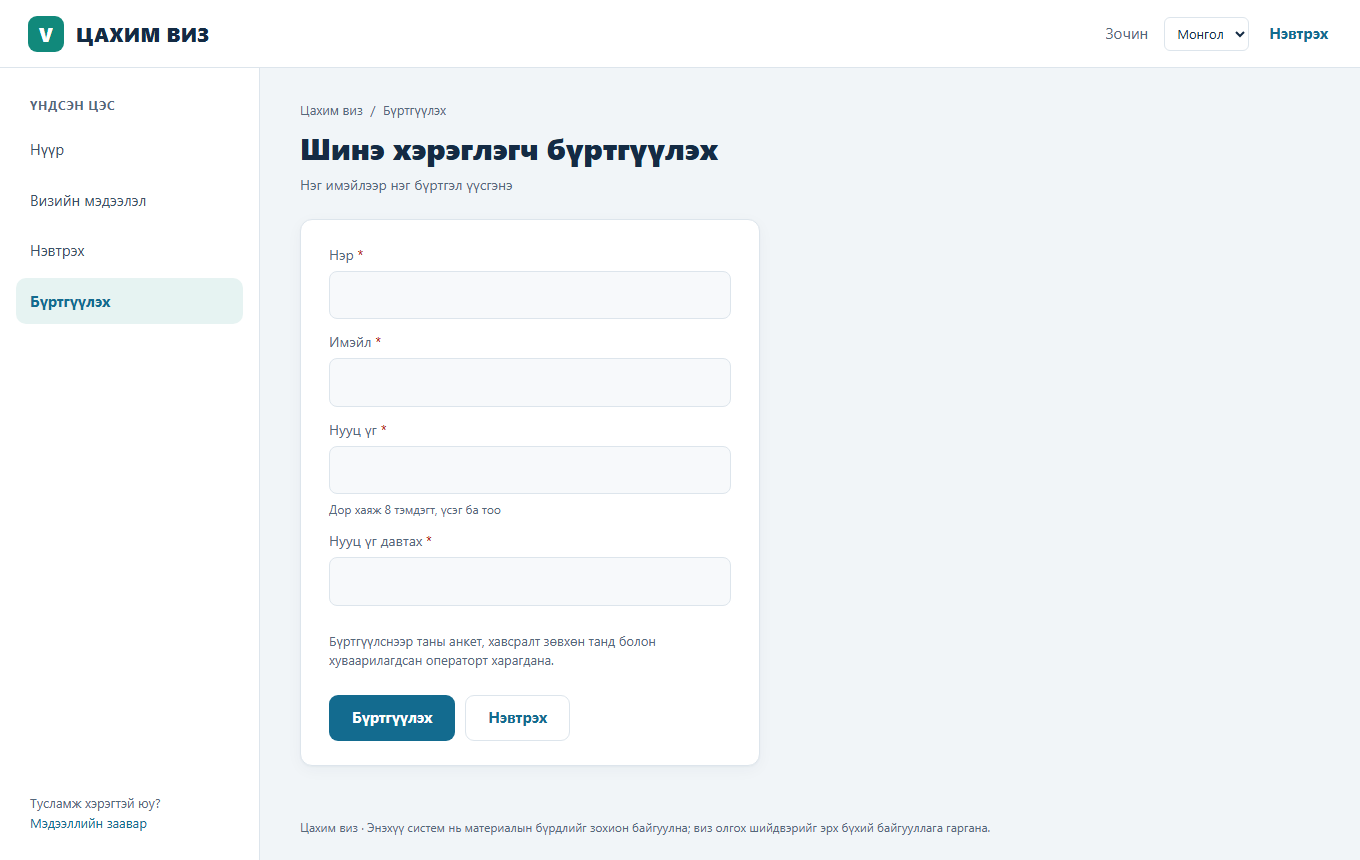 V ЦАХИМ ВИЗ
Зочин Монгол Нэвтрэх
ҮНДСЭН ЦЭС
Нүүр
Визийн мэдээлэл
Нэвтрэх
Бүртгүүлэх
Тусламж хэрэгтэй юу?
Мэдээллийн заавар
Цахим виз / Бүртгүүлэх
Шинэ хэрэглэгч бүртгүүлэх
Нэг имэйлээр нэг бүртгэл үүсгэнэ
Нэр *
Имэйл *
Нууц үг *
Дор хаяж 8 тэмдэгт, үсэг ба тоо
Нууц үг давтах *
Бүртгүүлснээр таны анкет, хавсралт зөвхөн танд болон
хуваарилагдсан операторт харагдана.
Бүртгүүлэх Нэвтрэх
Цахим виз · Энэхүү систем нь материалын бүрдлийг зохион байгуулна; виз олгох шийдвэрийг эрх бүхий байгууллага гаргана.